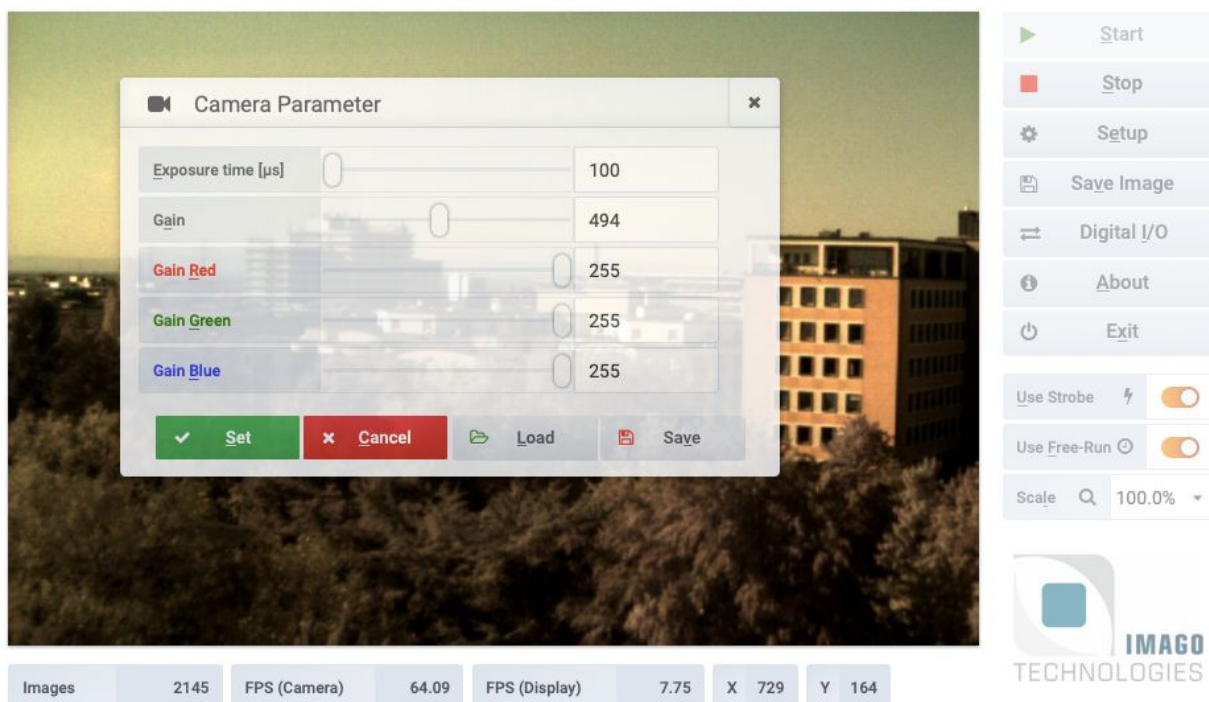 Camera Parameter
Exposure time [µs] 100
Gain 494
Gain Red 255
Gain Green 255
Gain Blue 255
Set Cancel Load Save
Start
Stop
Setup
Save Image
Digital I/O
About
Exit
Use Strobe
Use Free-Run
Scale 100.0%
IMAGO
TECHNOLOGIES
Images 2145 FPS (Camera) 64.09 FPS (Display) 7.75 X 729 Y 164